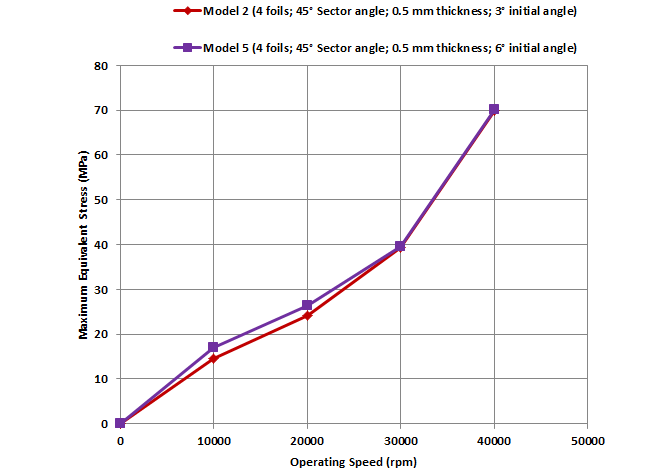 Model 2 (4 foils; 45° Sector angle; 0.5 mm thickness; 3° initial angle)
Model 5 (4 foils; 45° Sector angle; 0.5 mm thickness; 6° initial angle)
80
70
60
50
40
30
20
10
0
Maximum Equivalent Stress (MPa)
0 10000 20000 30000 40000 50000
Operating Speed (rpm)